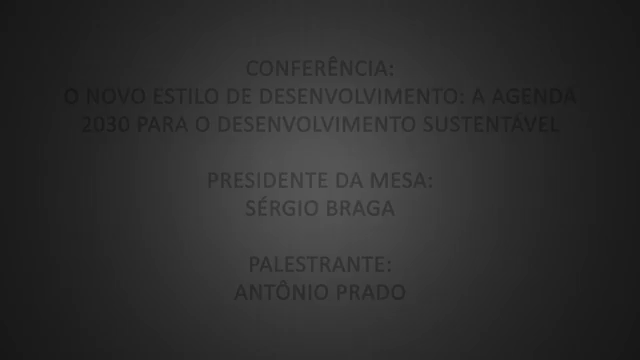 CONFERÊNCIA:
O NOVO ESTILO DE DESENVOLVIMENTO: A AGENDA
2030 PARA O DESENVOLVIMENTO SUSTENTÁVEL
PRESIDENTE DA MESA:
SÉRGIO BRAGA
PALESTRANTE:
ANTÔNIO PRADO